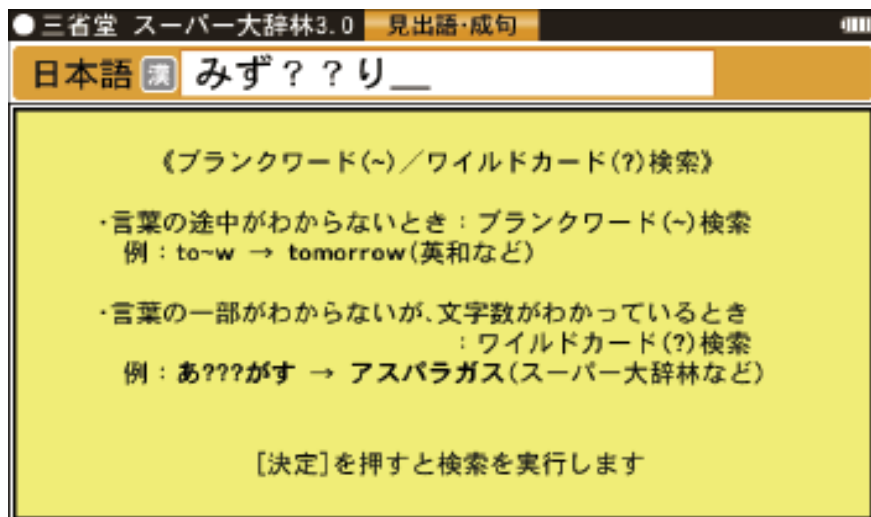 ●三省堂 スーパー大辞林3.0 見出語・成句
日本語 漢 みず？？り＿
《ブランクワード(~)／ワイルドカード(?)検索》
・言葉の途中がわからないとき：ブランクワード(~)検索
例：to~w → tomorrow(英和など)
・言葉の一部がわからないが、文字数がわかっているとき
：ワイルドカード(?)検索
例：あ???がす → アスパラガス(スーパー大辞林など)
[決定]を押すと検索を実行します